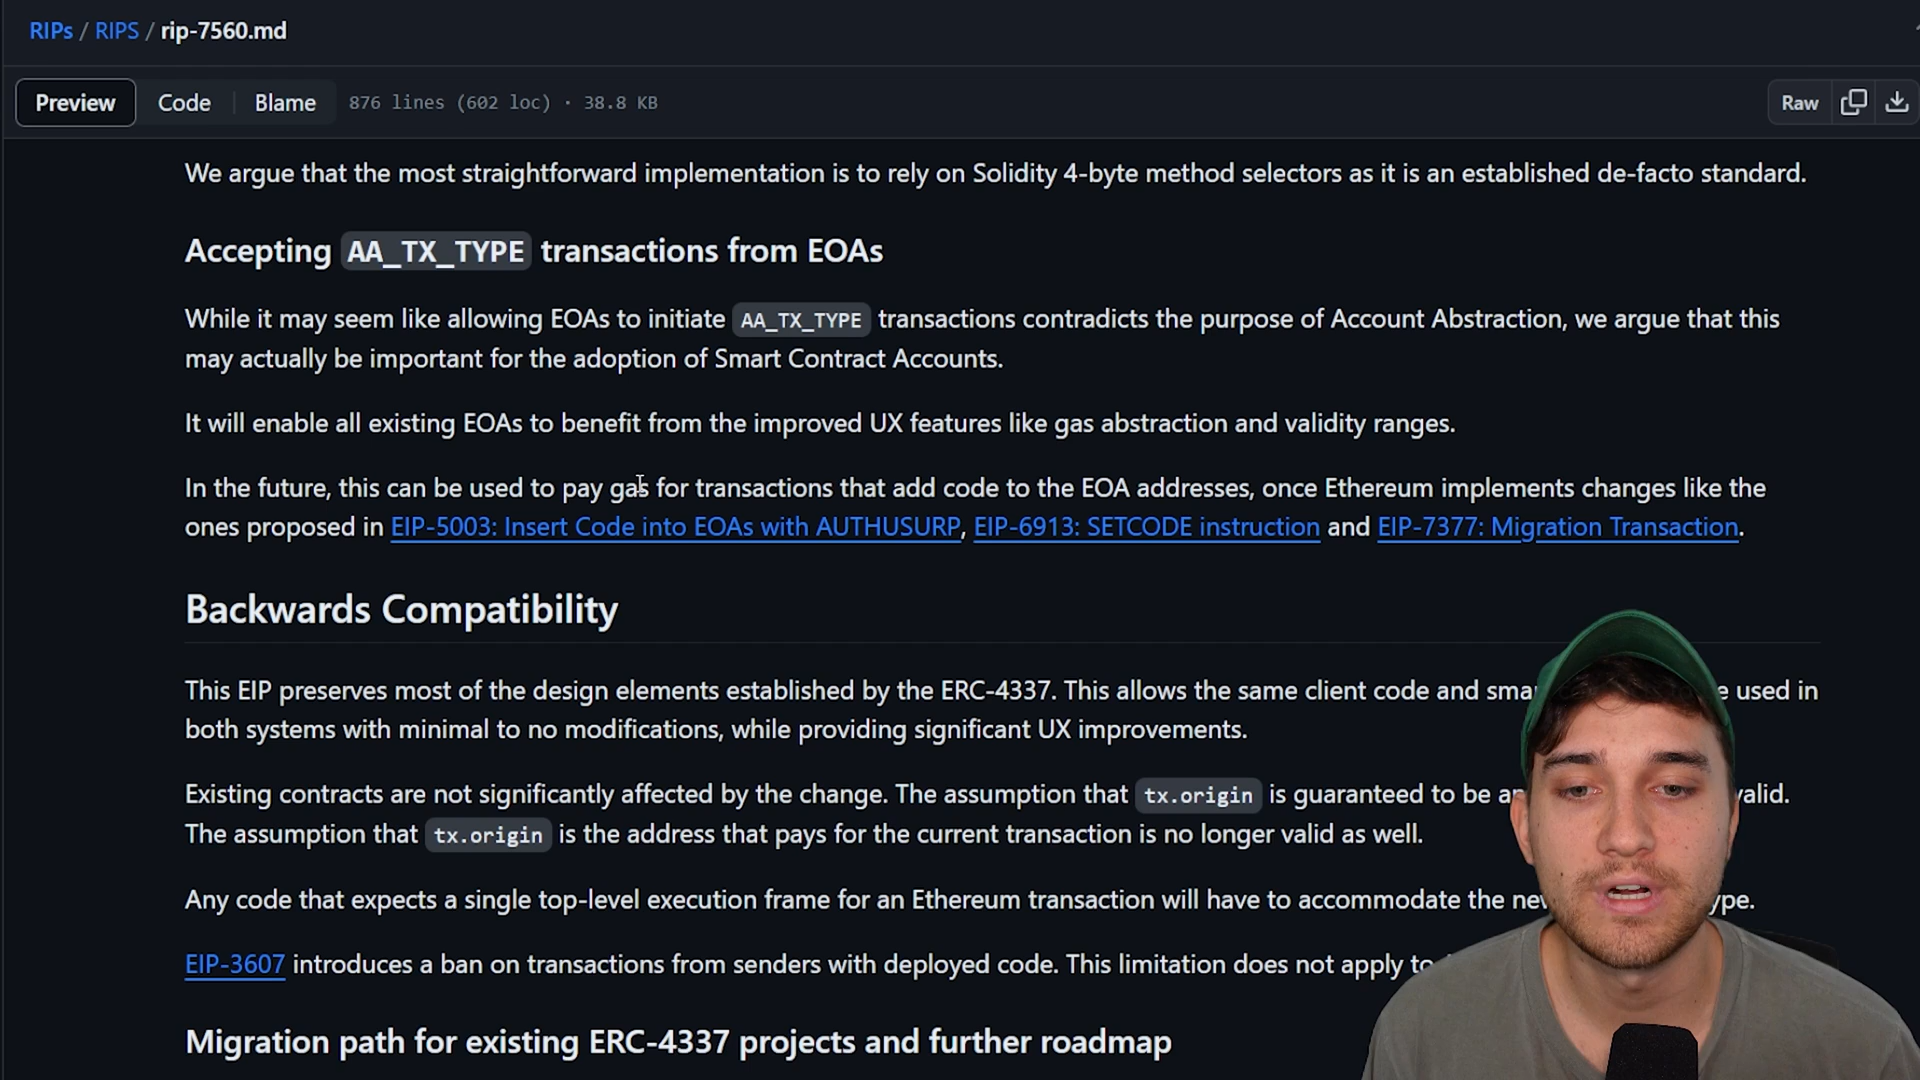 RIPs / RIPS / rip-7560.md
Preview Code Blame 876 lines (602 loc) · 38.8 KB Raw
We argue that the most straightforward implementation is to rely on Solidity 4-byte method selectors as it is an established de-facto standard.
Accepting AA_TX_TYPE transactions from EOAs
While it may seem like allowing EOAs to initiate AA_TX_TYPE transactions contradicts the purpose of Account Abstraction, we argue that this
may actually be important for the adoption of Smart Contract Accounts.
It will enable all existing EOAs to benefit from the improved UX features like gas abstraction and validity ranges.
In the future, this can be used to pay gas for transactions that add code to the EOA addresses, once Ethereum implements changes like the
ones proposed in EIP-5003: Insert Code into EOAs with AUTHUSURP, EIP-6913: SETCODE instruction and EIP-7377: Migration Transaction.
Backwards Compatibility
This EIP preserves most of the design elements established by the ERC-4337. This allows the same client code and used in
both systems with minimal to no modifications, while providing significant UX improvements.
Existing contracts are not significantly affected by the change. The assumption that tx.origin is guaranteed to be
The assumption that tx.origin is the address that pays for the current transaction is no longer valid as well.
Any code that expects a single top-level execution frame for an Ethereum transaction will have to accommodate the
EIP-3607 introduces a ban on transactions from senders with deployed code. This limitation does not apply to
Migration path for existing ERC-4337 projects and further roadmap